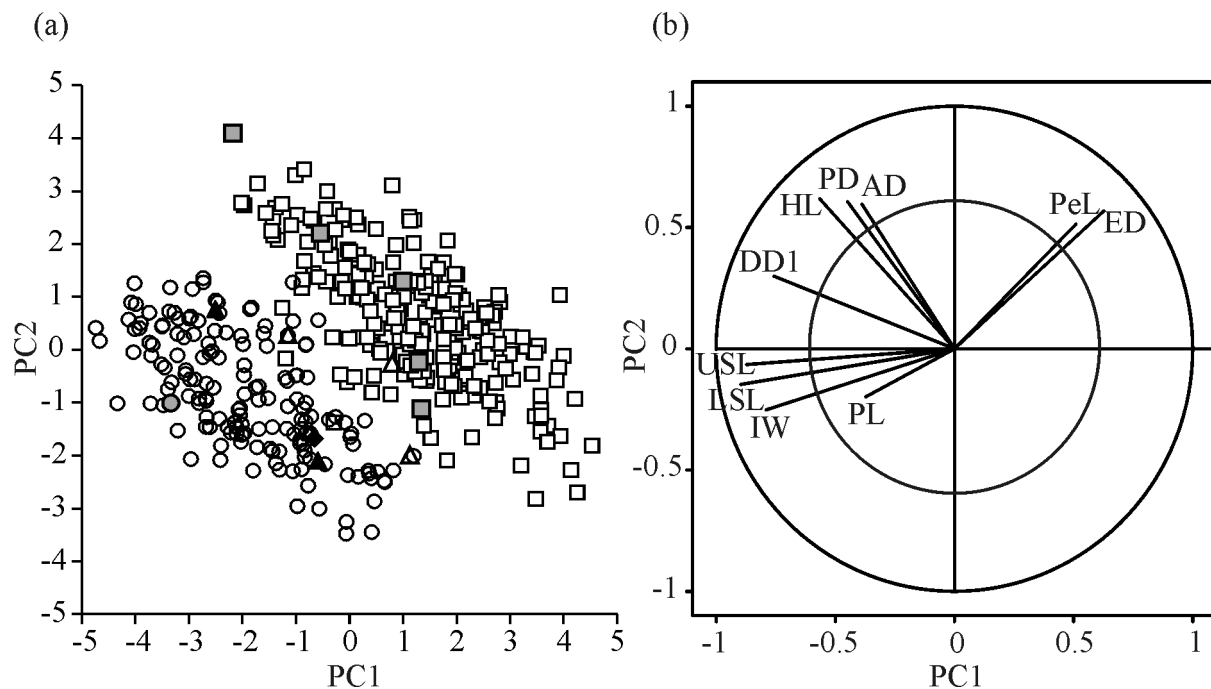 (a)
5
4
3
2
1
0
-1
-2
-3
-4
-5
PC2
-5 -4 -3 -2 -1 0 1 2 3 4 5
PC1
(b)
1
0.5
0
-0.5
-1
PC2
PD AD
HL
PeL
ED
DD1
USL
LSL
IW
PL
-1 -0.5 0 0.5 1
PC1